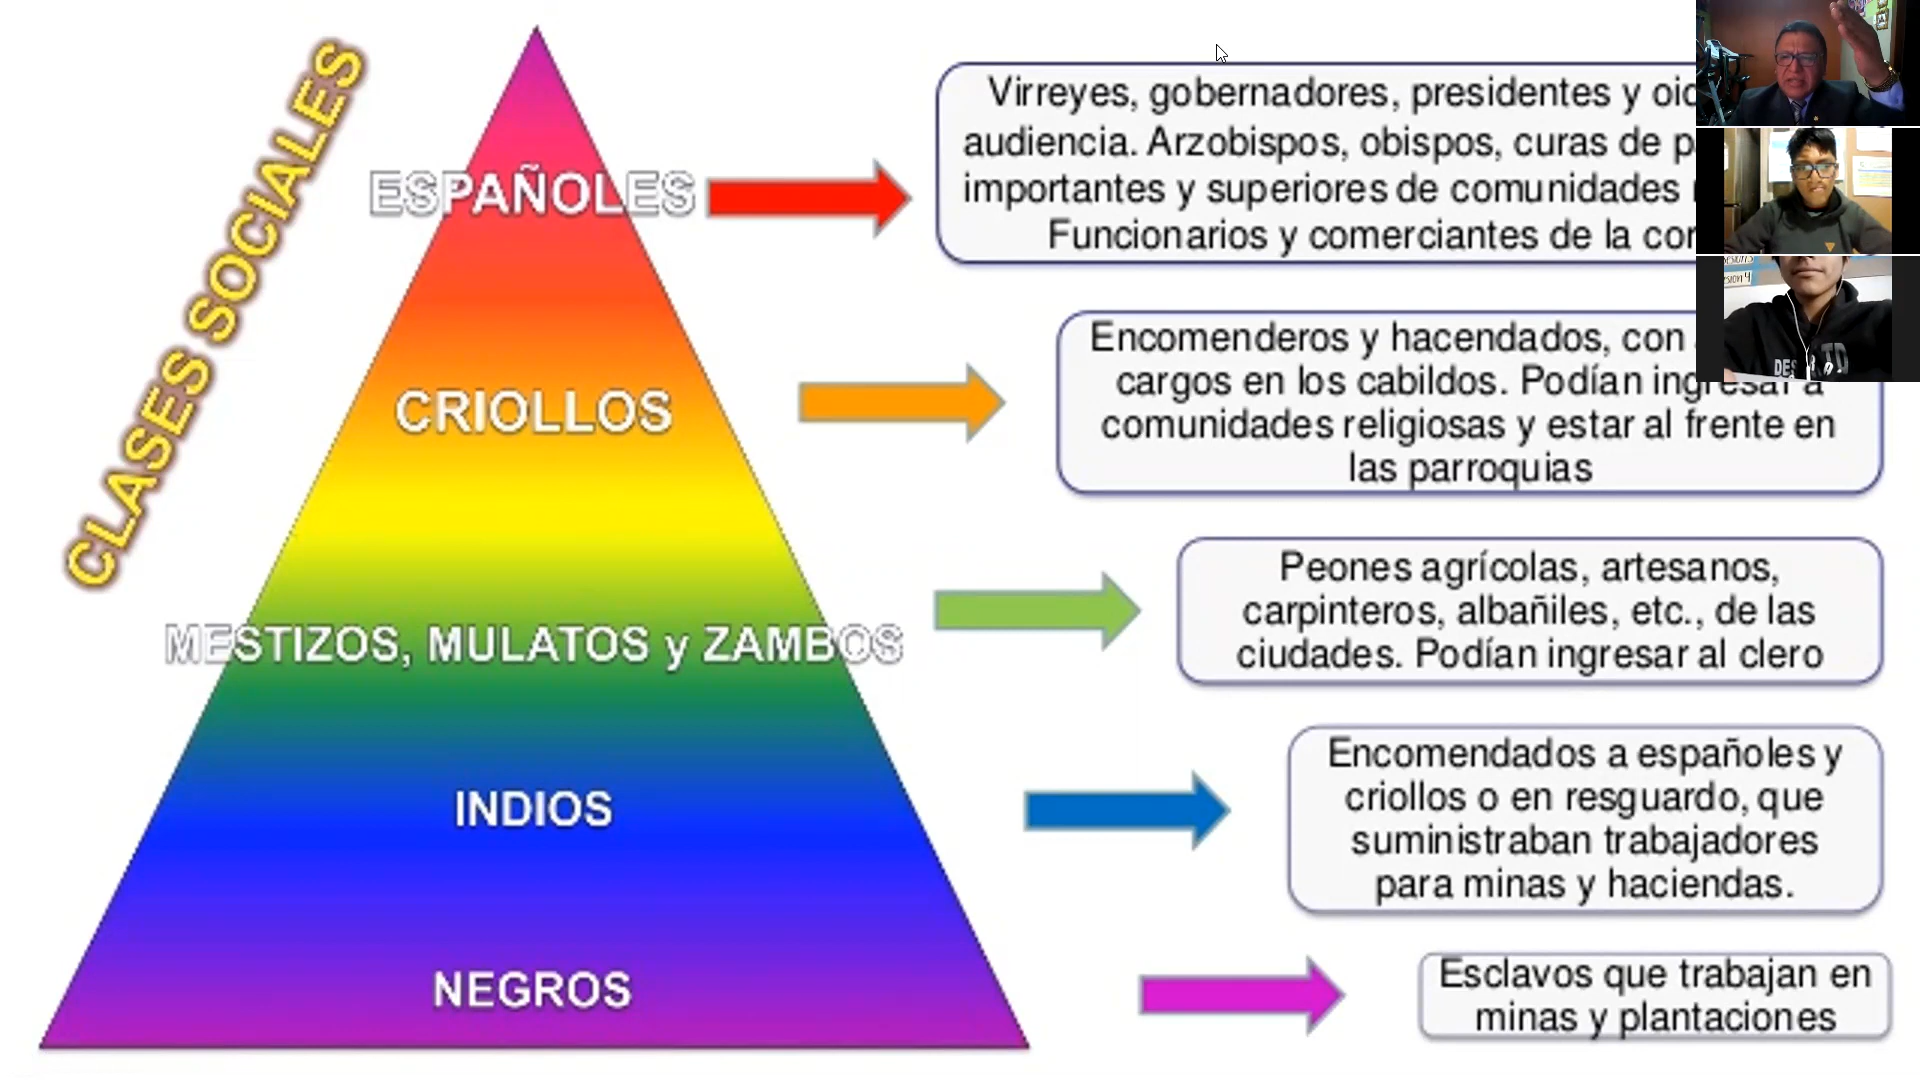 CLASES SOCIALES
ESPAÑOLES
Virreyes, gobernadores, presidentes y
audiencia. Arzobispos, obispos, curas de
importantes y superiores de comunidades
Funcionarios y comerciantes de la
CRIOLLOS
Encomenderos y hacendados, con
cargos en los cabildos. Podían ingresar a
comunidades religiosas y estar al frente en
las parroquias
MESTIZOS, MULATOS y ZAMBOS
Peones agrícolas, artesanos,
carpinteros, albañiles, etc., de las
ciudades. Podían ingresar al clero
INDIOS
Encomendados a españoles y
criollos o en resguardo, que
suministraban trabajadores
para minas y haciendas.
NEGROS
Esclavos que trabajan en
minas y plantaciones